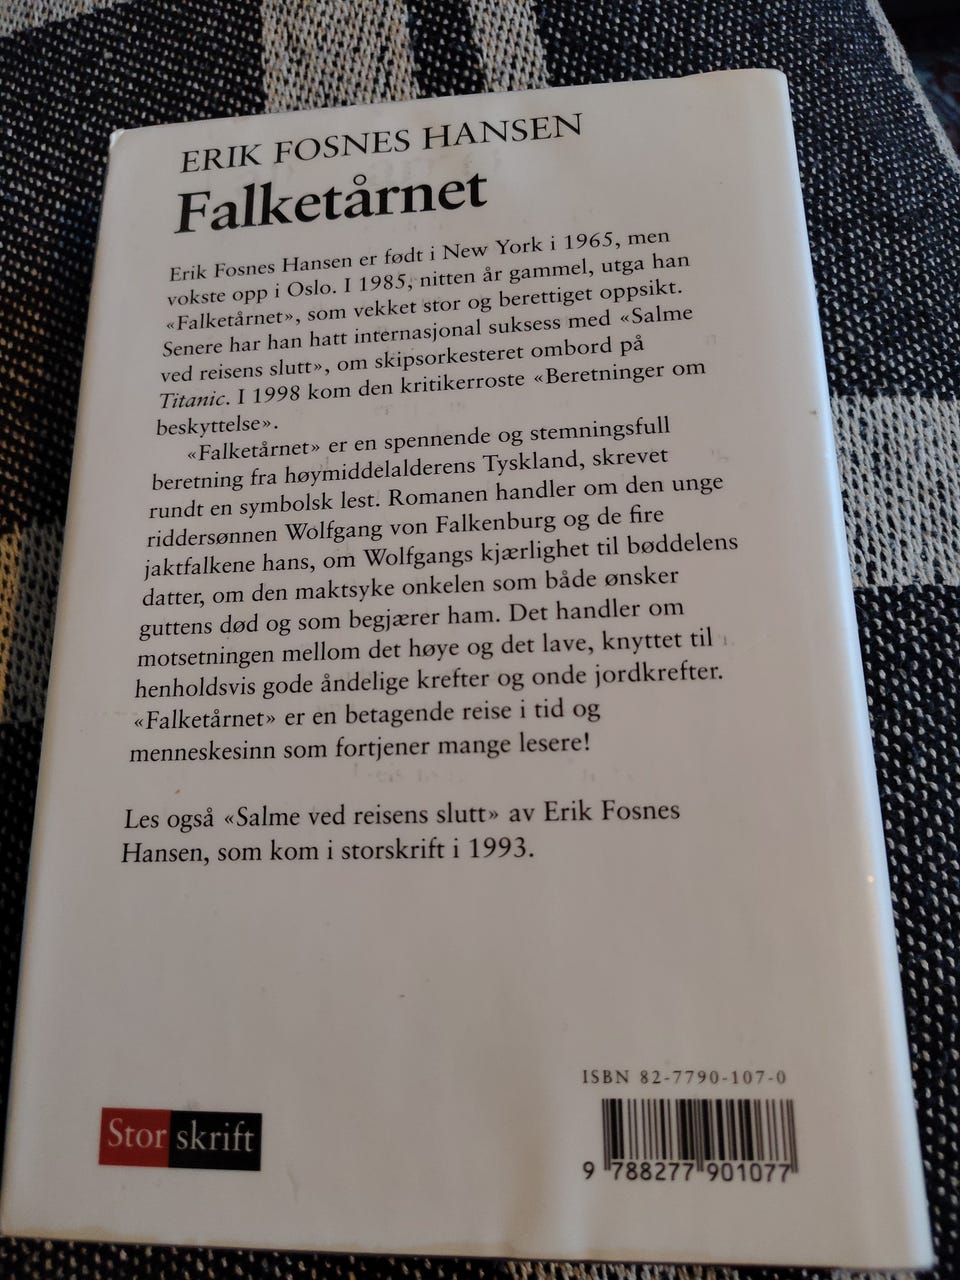 ERIK FOSNES HANSEN
Falketårnet
Erik Fosnes Hansen er født i New York i 1965, men
vokste opp i Oslo. I 1985, nitten år gammel, utga han
«Falketårnet», som vekket stor og berettiget oppsikt.
Senere har han hatt internasjonal suksess med «Salme
ved reisens slutt», om skipsorkesteret ombord på
Titanic. I 1998 kom den kritikerroste «Beretninger om
beskyttelse».
«Falketårnet» er en spennende og stemningsfull
beretning fra høymiddelalderens Tyskland, skrevet
rundt en symbolsk lest. Romanen handler om den unge
riddersønnen Wolfgang von Falkenburg og de fire
jaktfalkene hans, om Wolfgangs kjærlighet til bøddelens
datter, om den maktsyke onkelen som både ønsker
guttens død og som begjærer ham. Det handler om
motsetningen mellom det høye og det lave, knyttet til
henholdsvis gode åndelige krefter og onde jordkrefter.
«Falketårnet» er en betagende reise i tid og
menneskesinn som fortjener mange lesere!
Les også «Salme ved reisens slutt» av Erik Fosnes
Hansen, som kom i storskrift i 1993.
ISBN 82-7790-107-0
Stor skrift
9 788277 901077